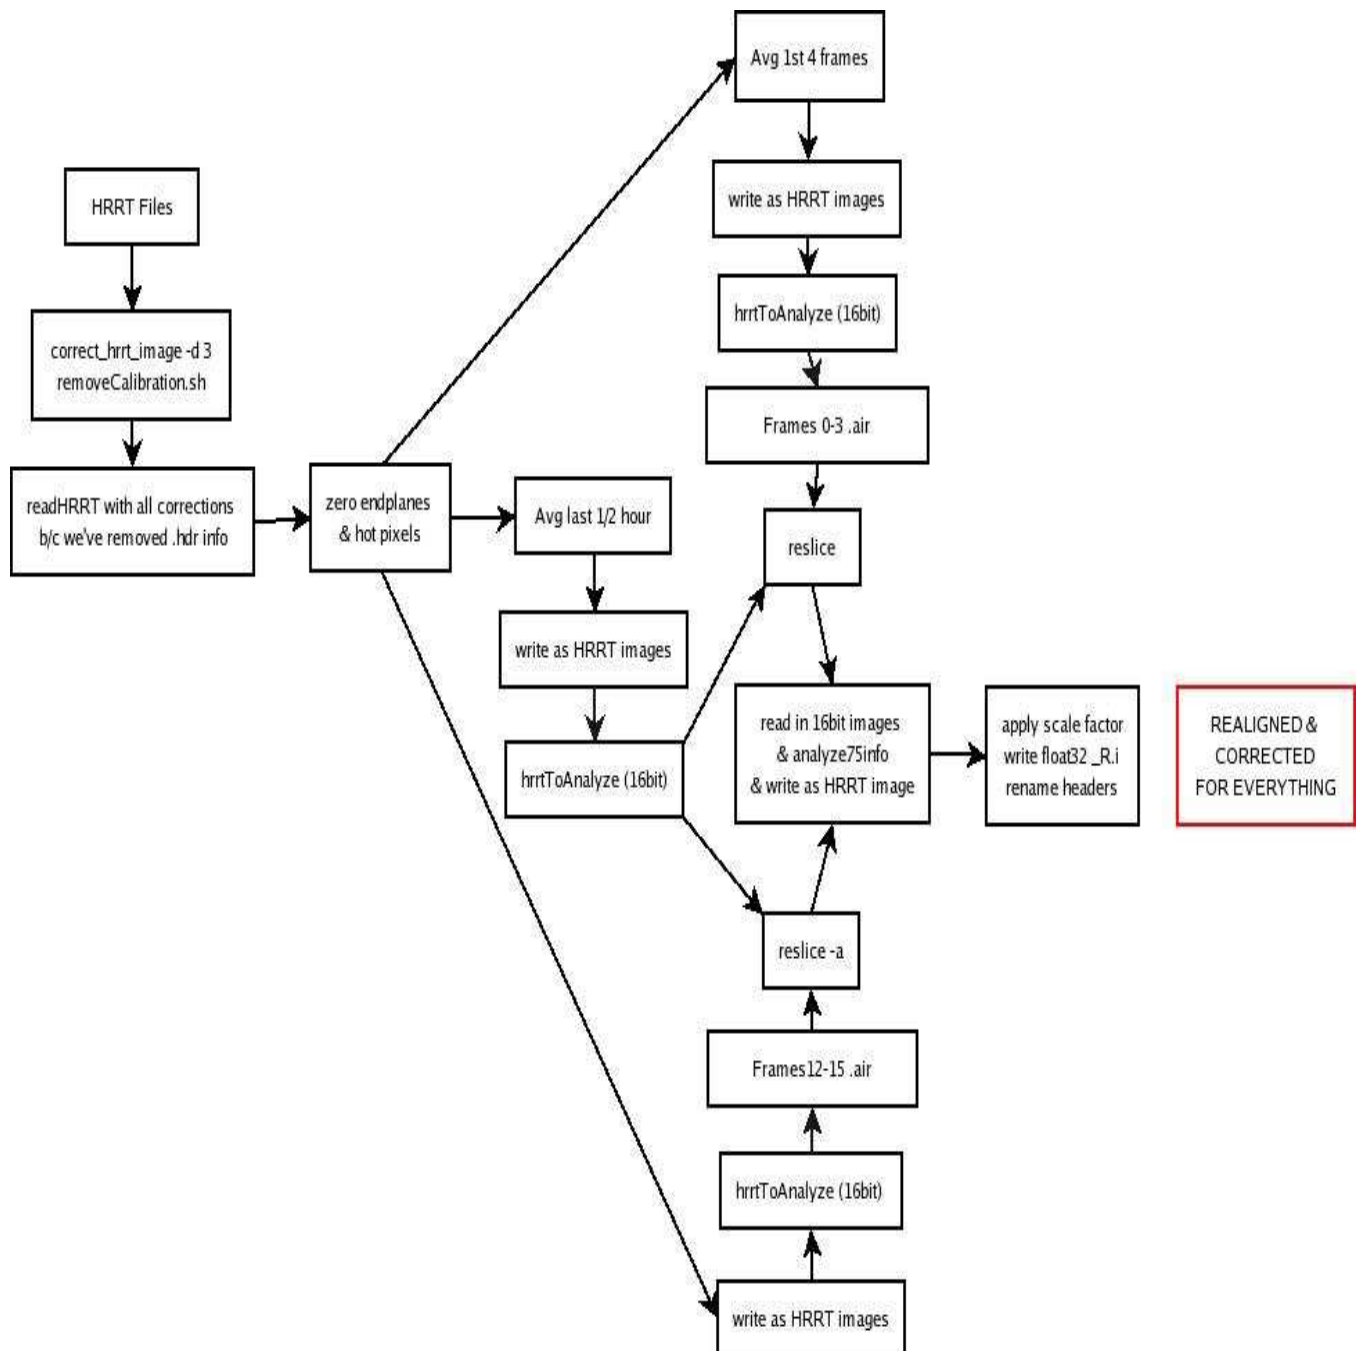 Avg 1st 4 frames
HRRT Files
write as HRRT images
hrrtToAnalyze (16bit)
correct_hrrt_image -d 3
removeCalibration.sh
Frames 0-3 .air
readHRRT with all corrections
b/c we've removed .hdr info
zero endplanes
& hot pixels
Avg last 1/2 hour
reslice
write as HRRT images
hrrtToAnalyze (16bit)
read in 16bit images
& analyze75info
& write as HRRT image
apply scale factor
write float32 _R.i
rename headers
REALIGNED &
CORRECTED
FOR EVERYTHING
reslice -a
Frames12-15 .air
hrrtToAnalyze (16bit)
write as HRRT images